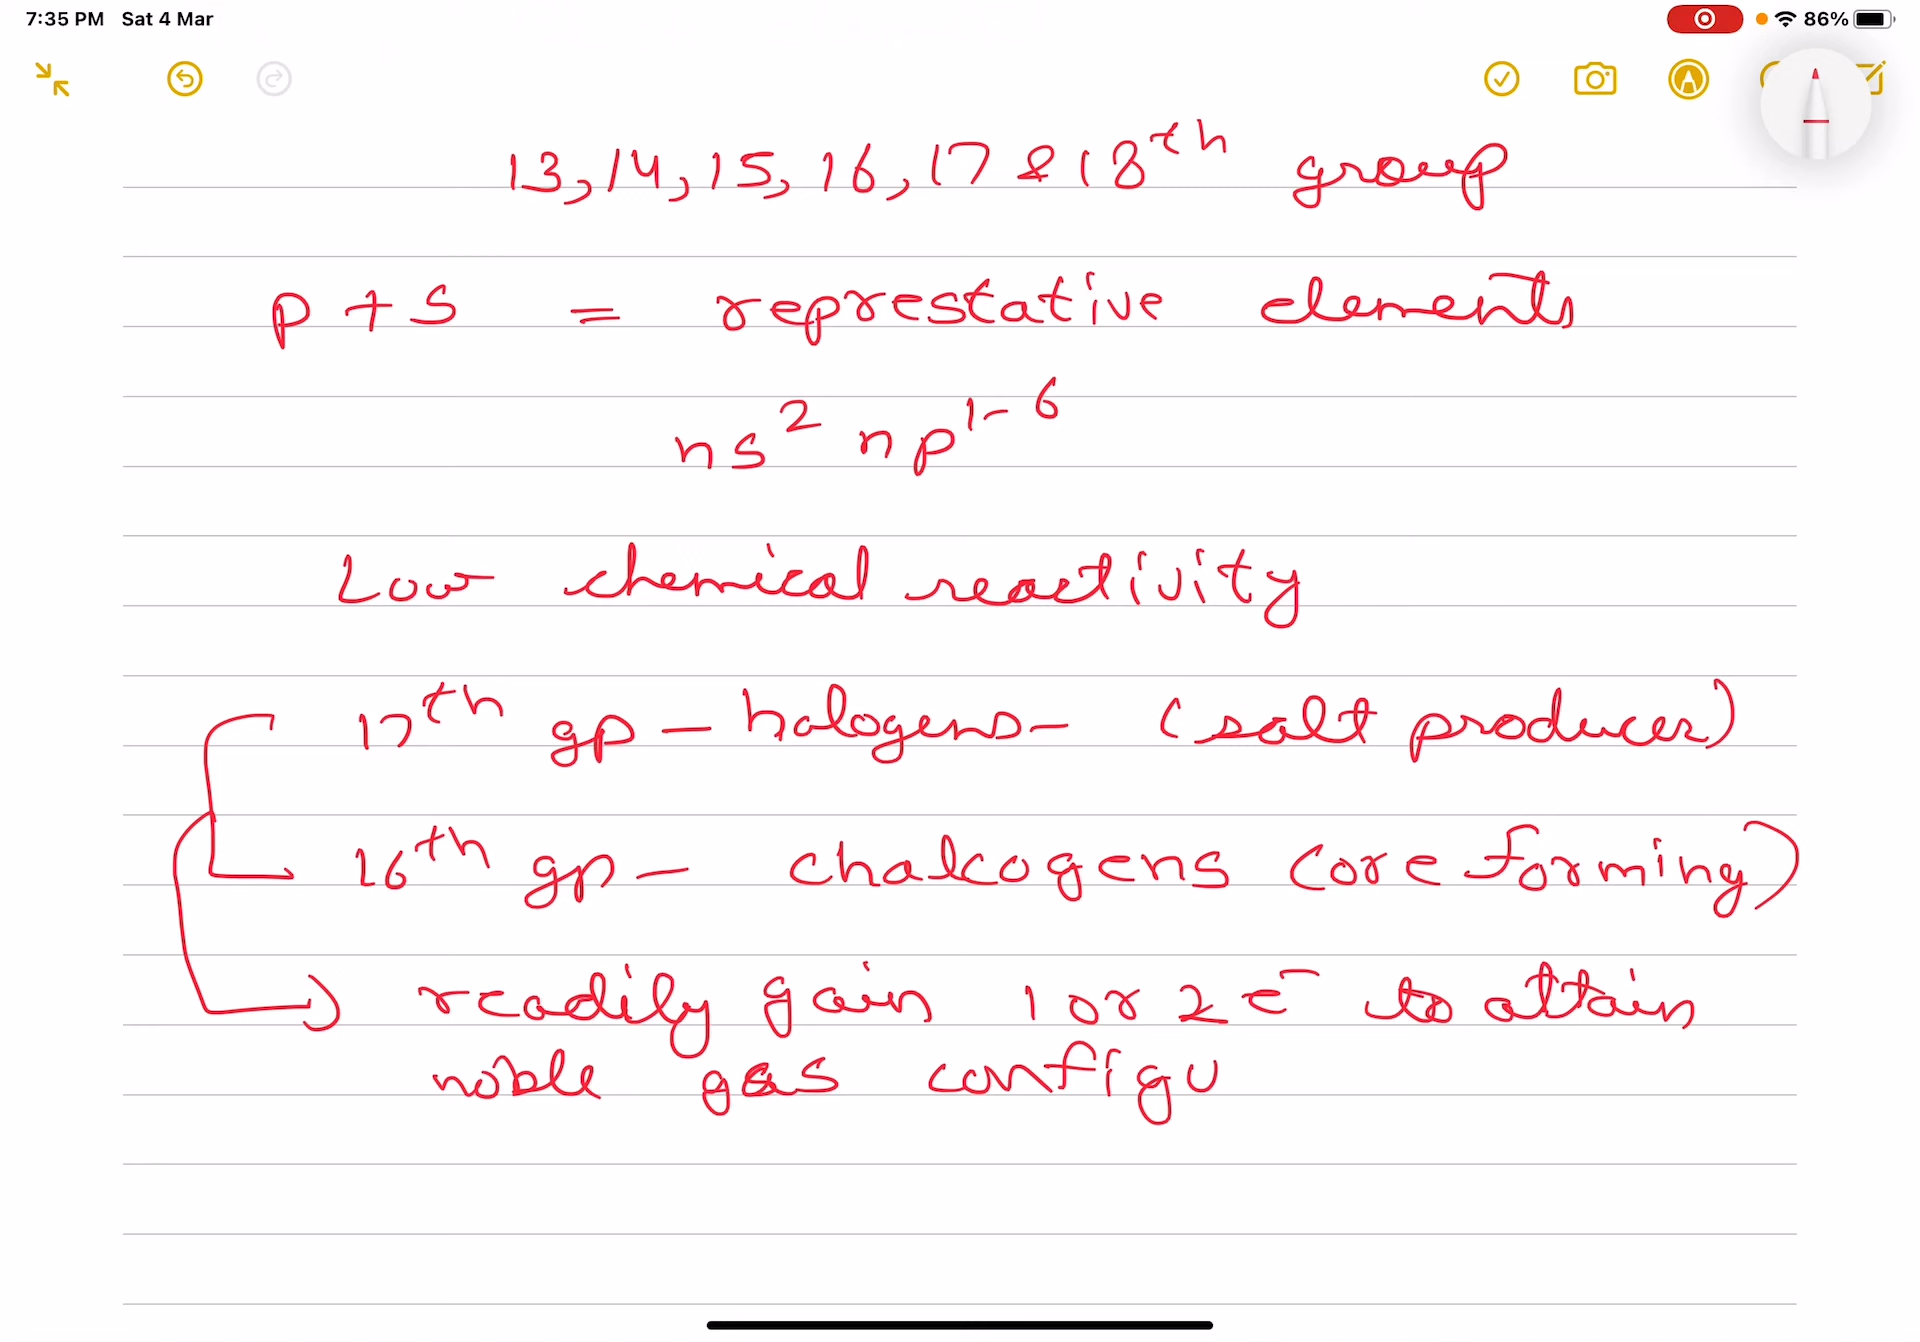 7:35 PM Sat 4 Mar 86%
13, 14, 15, 16, 17 & 18th group
p + s = represtative elements
ns2 np1-6
Low chemical reactivity
17th gp - halogens - (salt producer)
16th gp - chalcogens (ore forming)
readily gain 1 or 2 e- to attain
noble gas configu